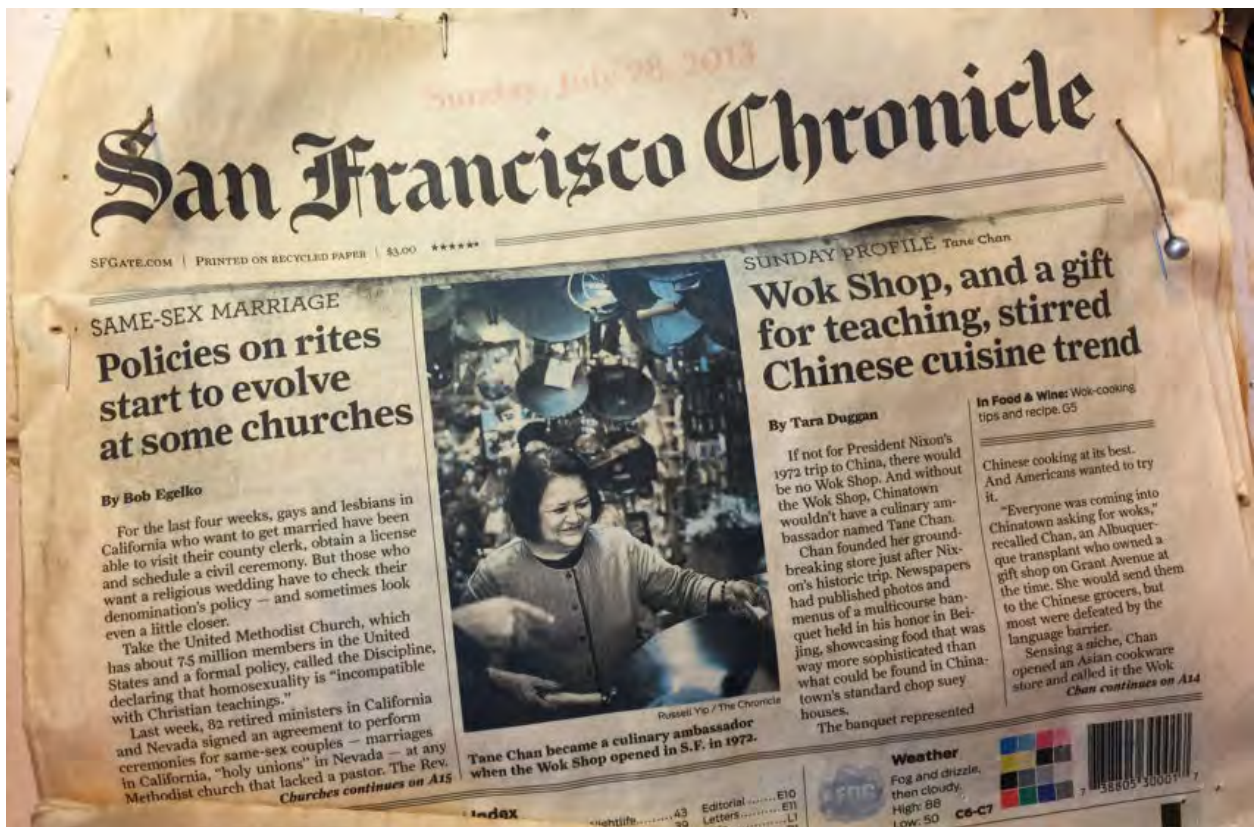 Sunday, July 28, 2013
San Francisco Chronicle
SFGATE.COM | PRINTED ON RECYCLED PAPER | $3.00 ★★★★★★
SAME-SEX MARRIAGE
Policies on rites
start to evolve
at some churches
By Bob Egelko
For the last four weeks, gays and lesbians in
California who want to get married have been
able to visit their county clerk, obtain a license
and schedule a civil ceremony. But those who
want a religious wedding have to check their
denomination's policy — and sometimes look
even a little closer.
Take the United Methodist Church, which
has about 7.5 million members in the United
States and a formal policy, called the Discipline,
declaring that homosexuality is "incompatible
with Christian teachings."
Last week, 82 retired ministers in California
and Nevada signed an agreement to perform
ceremonies for same-sex couples — marriages
in California, "holy unions" in Nevada — at any
Methodist church that lacked a pastor. The Rev.
Churches continues on A15
Russell Yip / The Chronicle
Tane Chan became a culinary ambassador
when the Wok Shop opened in S.F. in 1972.
SUNDAY PROFILE Tane Chan
Wok Shop, and a gift
for teaching, stirred
Chinese cuisine trend
By Tara Duggan
If not for President Nixon's
1972 trip to China, there would
be no Wok Shop. And without
the Wok Shop, Chinatown
wouldn't have a culinary am-
bassador named Tane Chan.
Chan founded her ground-
breaking store just after Nix-
on's historic trip. Newspapers
had published photos and
menus of a multicourse ban-
quet held in his honor in Bei-
jing, showcasing food that was
way more sophisticated than
what could be found in China-
town's standard chop suey
houses.
The banquet represented
In Food & Wine: Wok-cooking
tips and recipe. G5
Chinese cooking at its best.
And Americans wanted to try
it.
"Everyone was coming into
Chinatown asking for woks,"
recalled Chan, an Albuquer-
que transplant who owned a
gift shop on Grant Avenue at
the time. She would send them
to the Chinese grocers, but
most were defeated by the
language barrier.
Sensing a niche, Chan
opened an Asian cookware
store and called it the Wok
Chan continues on A14
Index
Nightlife.........43
Editorial.......E10
Letters.......E11
L1
FOG
Weather
Fog and drizzle,
then cloudy.
High: 88
Low: 50 C6-C7
7 38805 30001 7